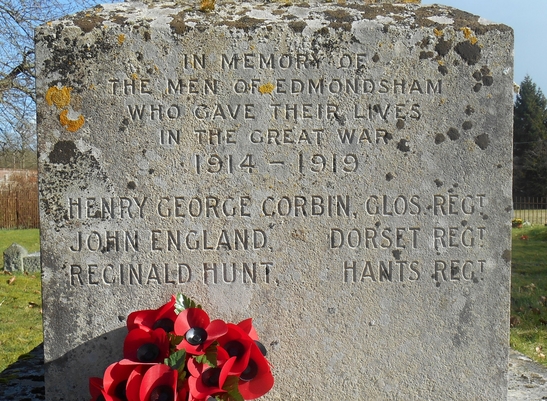 IN MEMORY OF
THE MEN OF EDMONDSHAM
WHO GAVE THEIR LIVES
IN THE GREAT WAR
1914 - 1919
HENRY GEORGE CORBIN, GLOS. REGT
JOHN ENGLAND, DORSET REGT
REGINALD HUNT, HANTS REGT